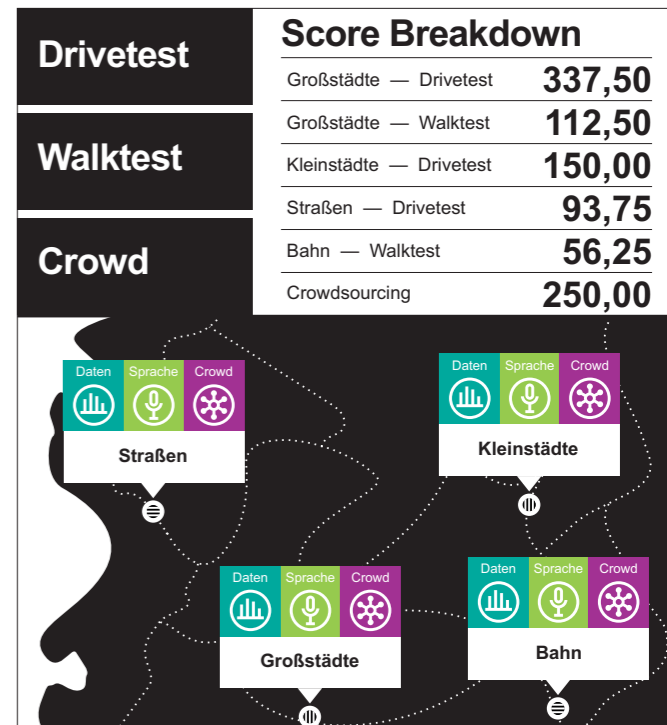 Drivetest
Walktest
Crowd
Score Breakdown
Großstädte — Drivetest 337,50
Großstädte — Walktest 112,50
Kleinstädte — Drivetest 150,00
Straßen — Drivetest 93,75
Bahn — Walktest 56,25
Crowdsourcing 250,00
Daten Sprache Crowd
Straßen
Daten Sprache Crowd
Kleinstädte
Daten Sprache Crowd
Großstädte
Daten Sprache Crowd
Bahn